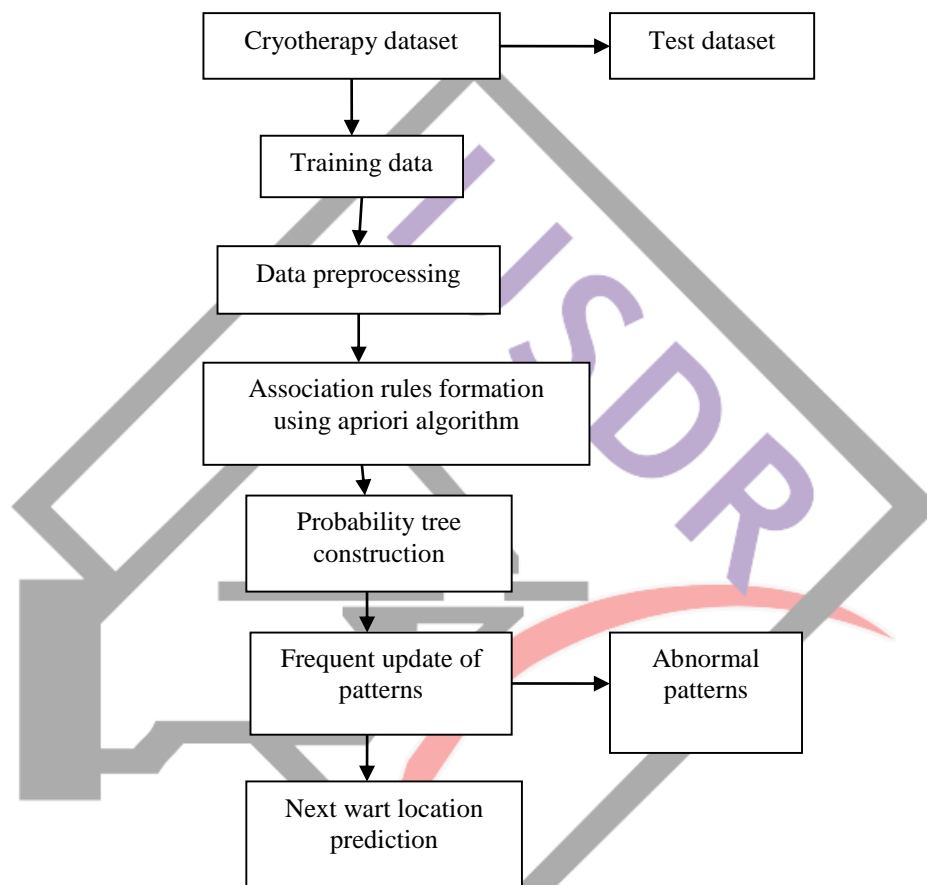 Cryotherapy dataset
Test dataset
Training data
Data preprocessing
Association rules formation
using apriori algorithm
Probability tree
construction
Frequent update of
patterns
Abnormal
patterns
Next wart location
prediction
IJSDR